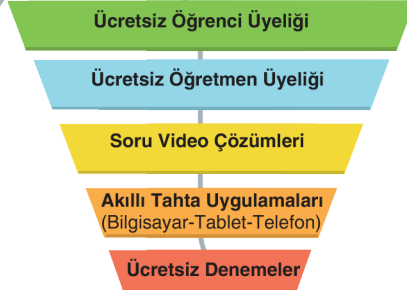 Ücretsiz Öğrenci Üyeliği
Ücretsiz Öğretmen Üyeliği
Soru Video Çözümleri
Akıllı Tahta Uygulamaları
(Bilgisayar-Tablet-Telefon)
Ücretsiz Denemeler